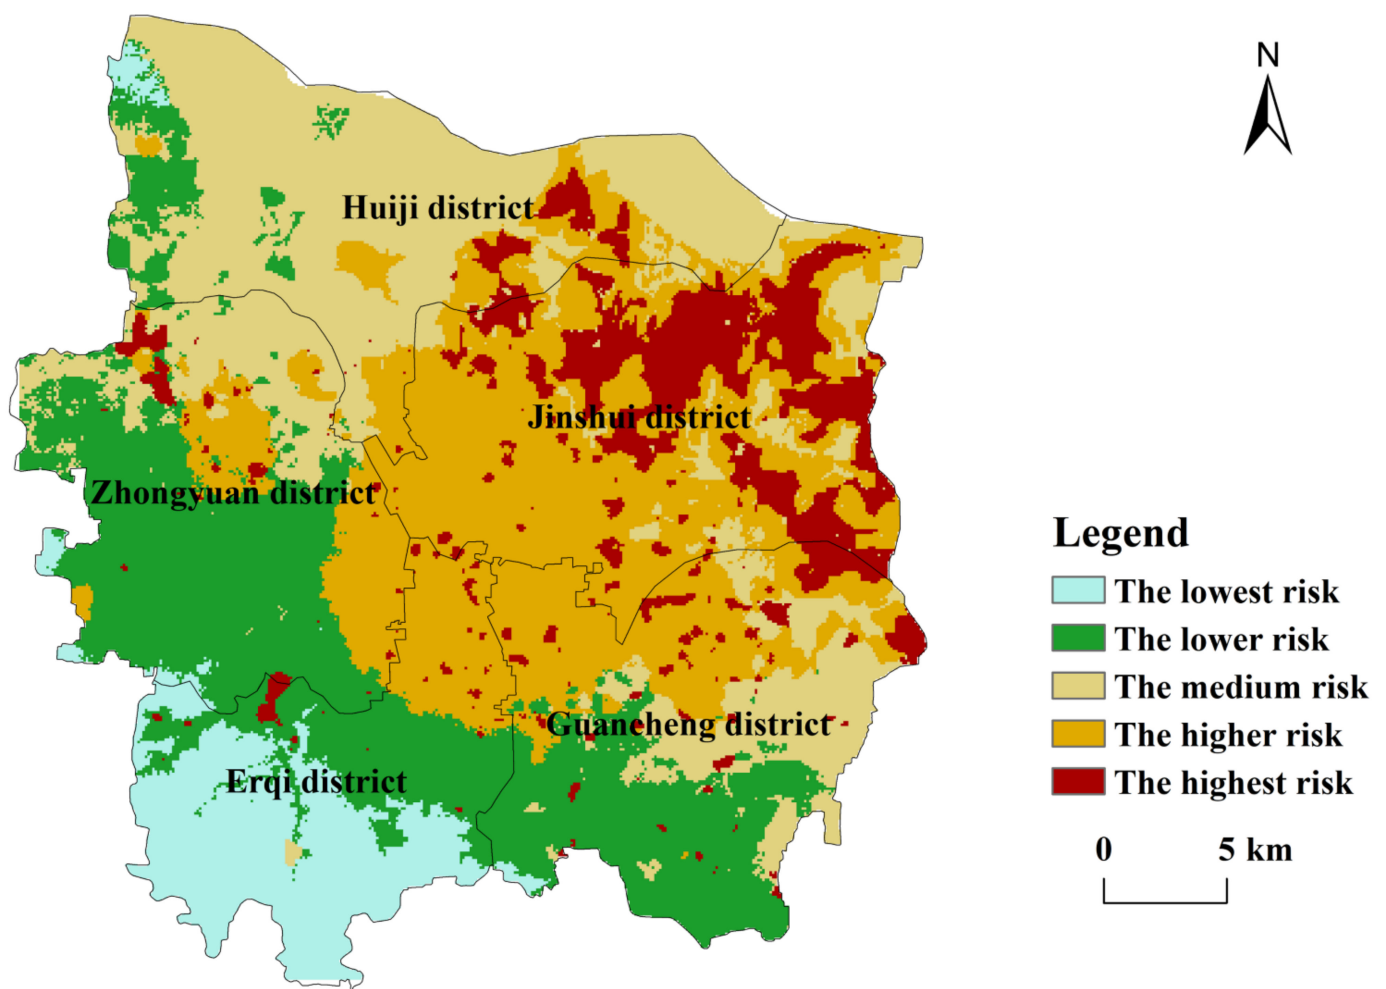 N
Huiji district
Jinshui district
Zhongyuan district
Guancheng district
Erqi district
Legend
The lowest risk
The lower risk
The medium risk
The higher risk
The highest risk
0 5 km